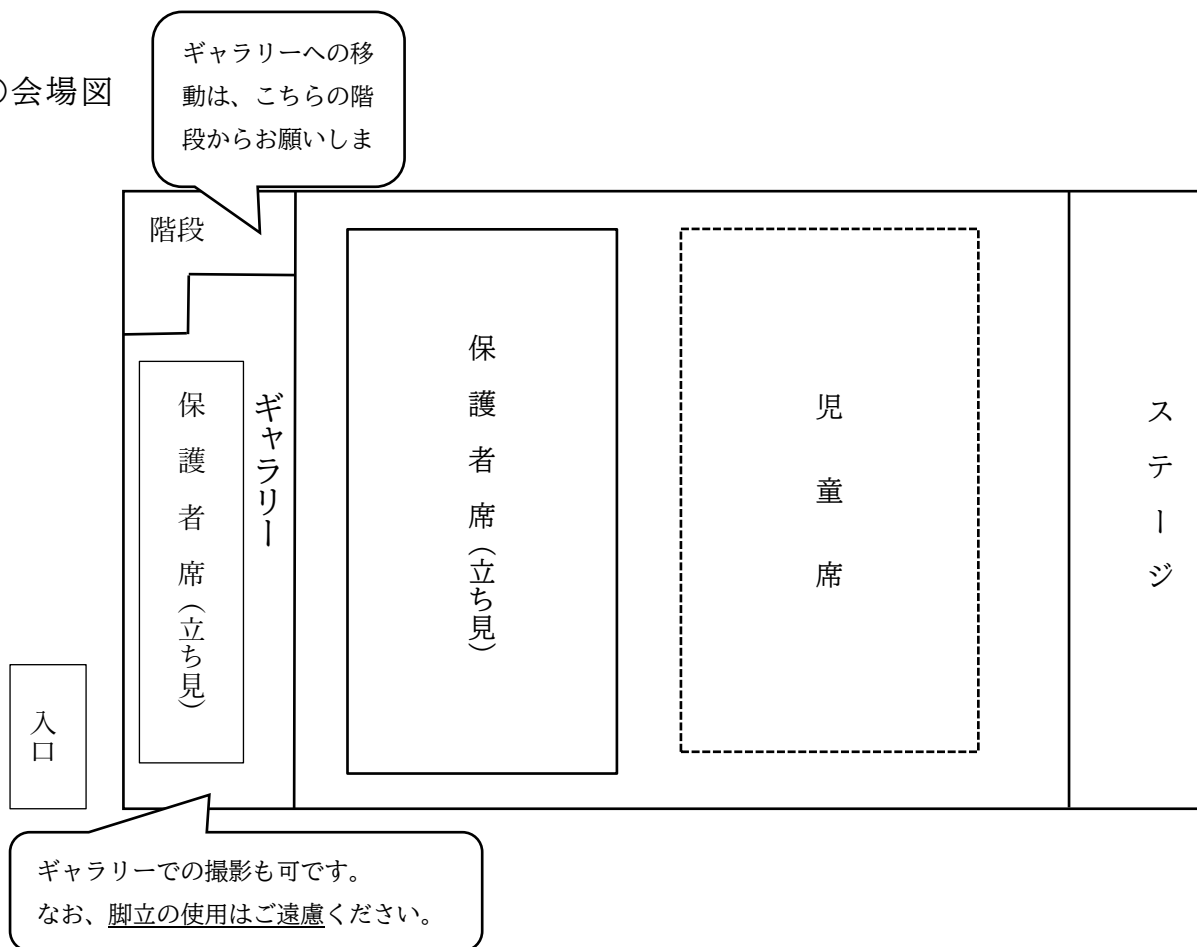 会場図
ギャラリーへの移
動は、こちらの階
段からお願いしま
階段
保護者席(立ち見)
ギャラリー
保護者席(立ち見)
児童席
ステージ
入口
ギャラリーでの撮影も可です。
なお、脚立の使用はご遠慮ください。